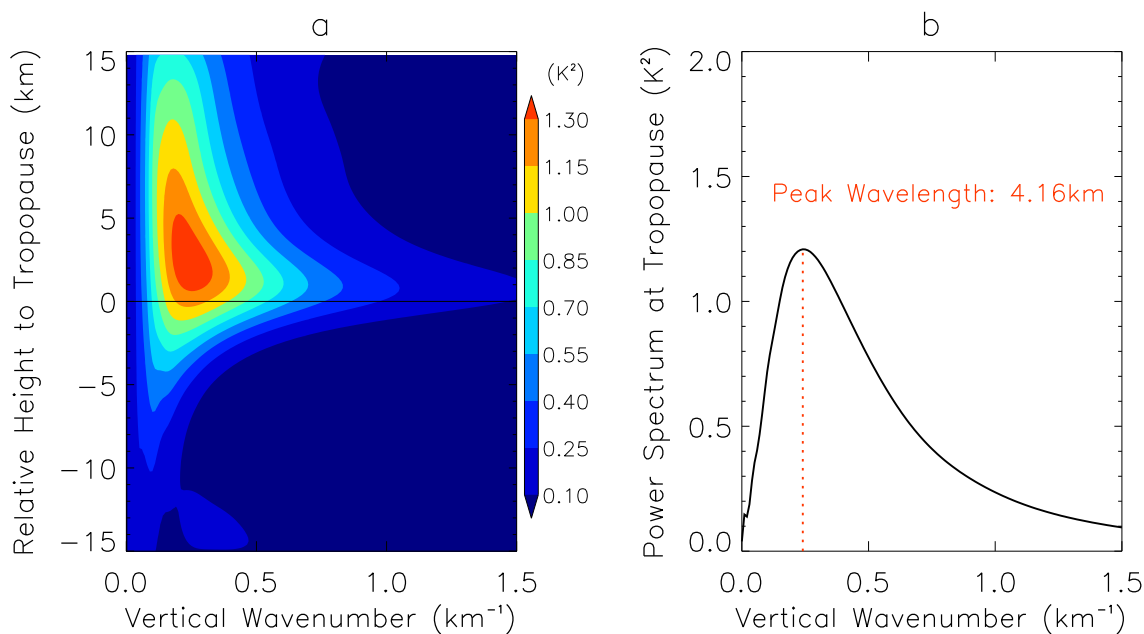 a
Relative Height to Tropopause (km)
15
10
5
0
−5
−10
−15
0.0 0.5 1.0 1.5
Vertical Wavenumber (km⁻¹)
(K²)
1.30
1.15
1.00
0.85
0.70
0.55
0.40
0.25
0.10
b
Power Spectrum at Tropopause (K²)
2.0
1.5
1.0
0.5
0.0
Peak Wavelength: 4.16km
0.0 0.5 1.0 1.5
Vertical Wavenumber (km⁻¹)